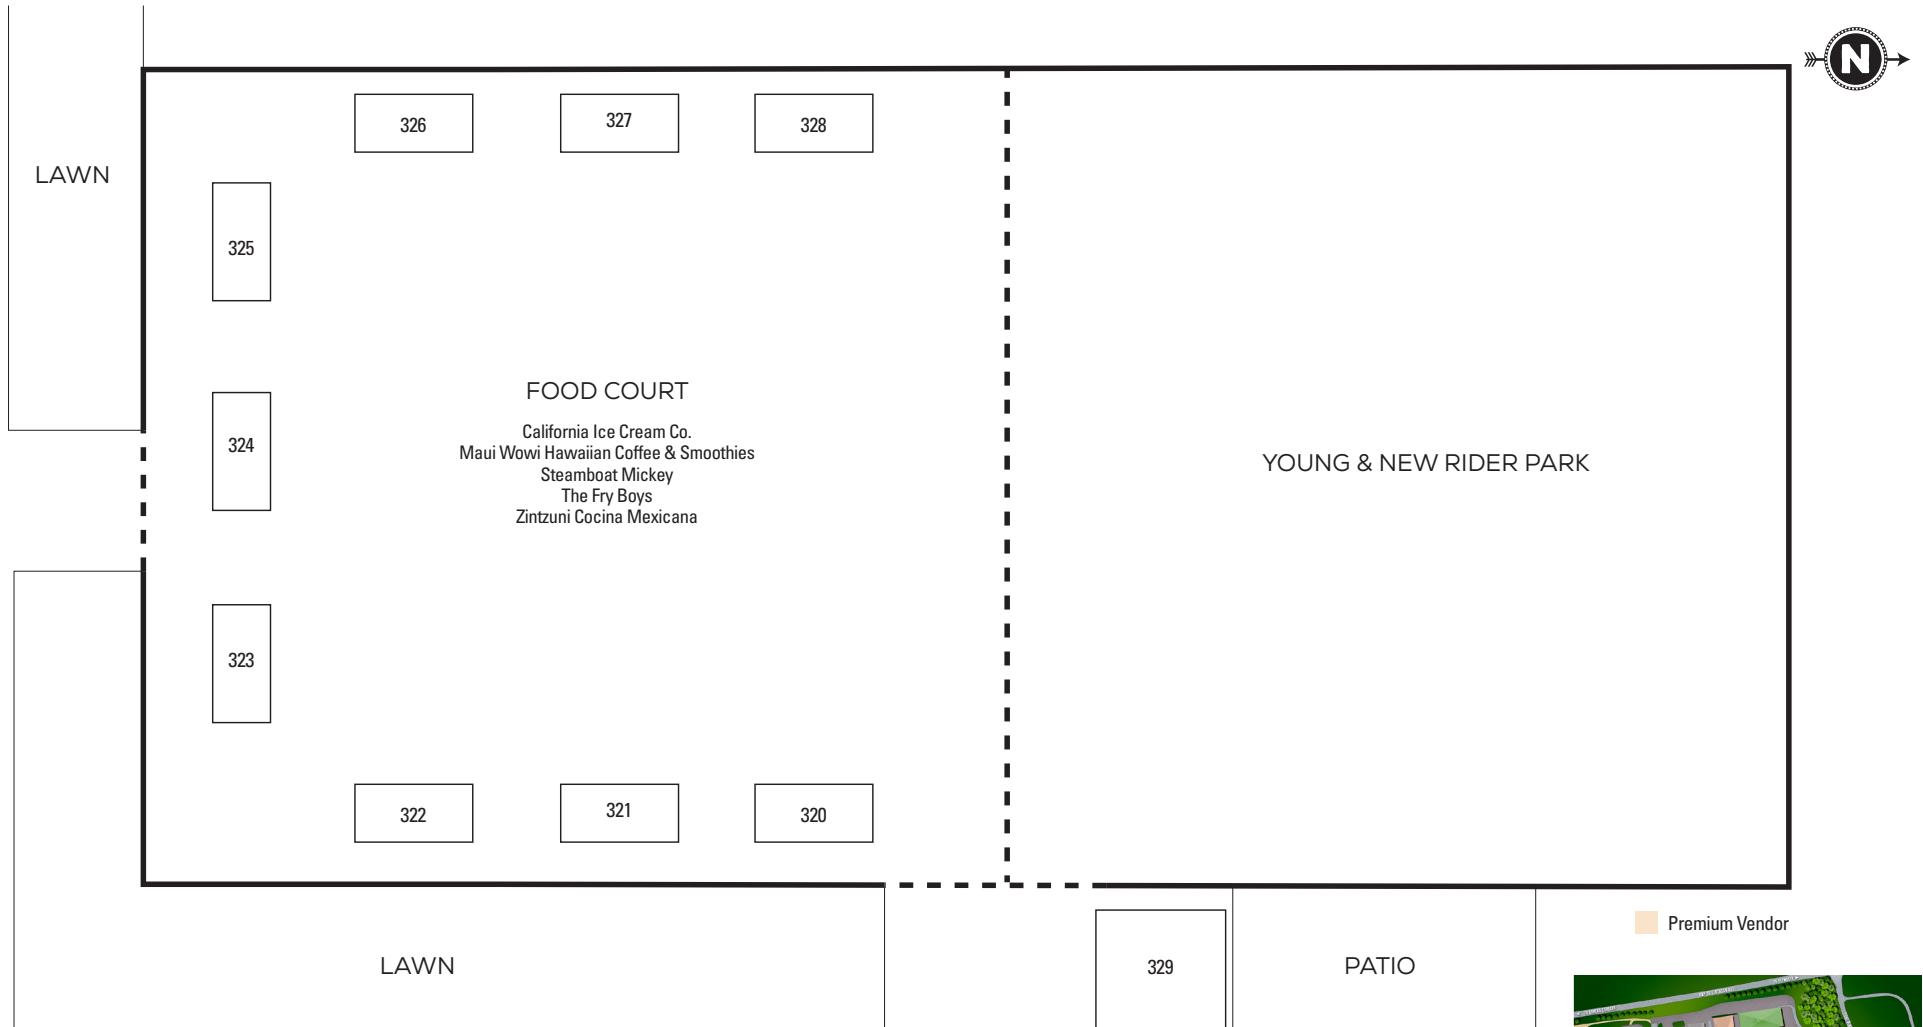 N
326
327
328
LAWN
325
FOOD COURT
324
California Ice Cream Co.
Maui Wowi Hawaiian Coffee & Smoothies
Steamboat Mickey
The Fry Boys
Zintzuni Cocina Mexicana
YOUNG & NEW RIDER PARK
323
322
321
320
Premium Vendor
LAWN
329
PATIO